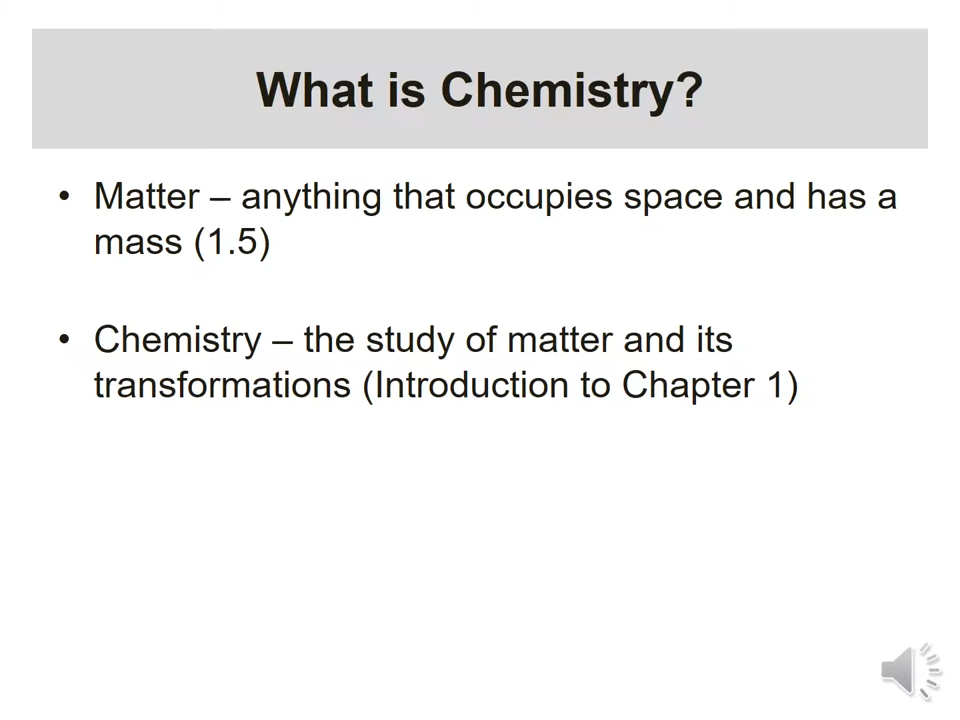 What is Chemistry?
• Matter – anything that occupies space and has a
mass (1.5)
• Chemistry – the study of matter and its
transformations (Introduction to Chapter 1)